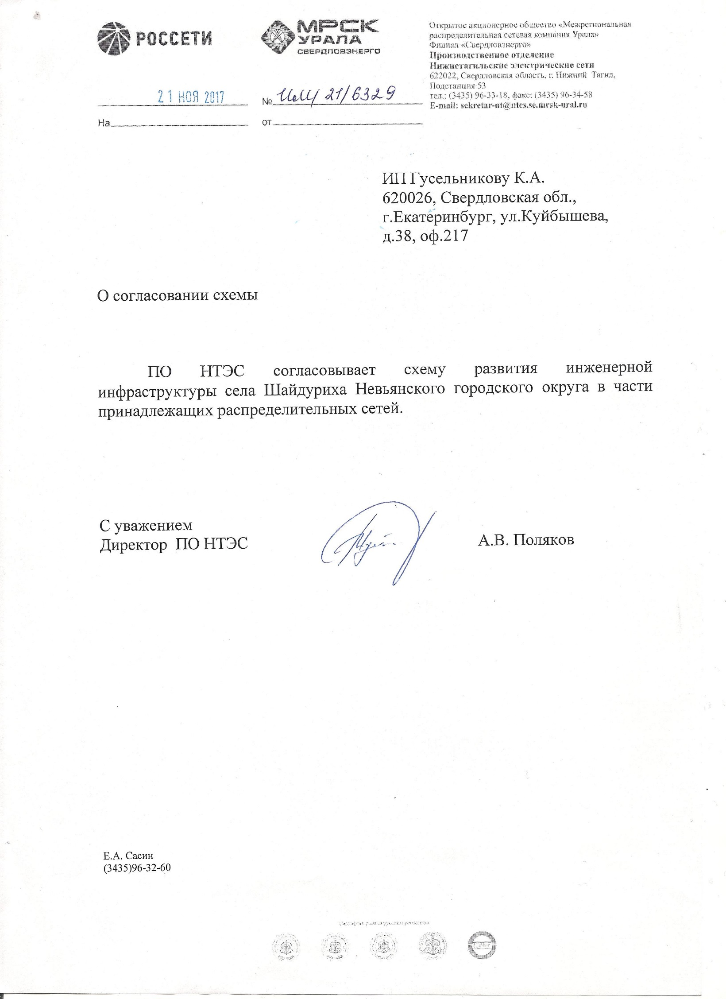 РОССЕТИ
МРСК
УРАЛА
СВЕРДЛОВЭНЕРГО
Открытое акционерное общество «Межрегиональная
распределительная сетевая компания Урала»
Филиал «Свердловэнерго»
Производственное отделение
Нижнетагильские электрические сети
622022, Свердловская область, г. Нижний Тагил,
Подстанция 53
тел.: (3435) 96-33-18, факс: (3435) 96-34-58
E-mail: sekretar-nt@ntes.se.mrsk-ural.ru
21 НОЯ 2017
№ 21/6329
На
от
ИП Гусельникову К.А.
620026, Свердловская обл.,
г.Екатеринбург, ул.Куйбышева,
д.38, оф.217
О согласовании схемы
ПО НТЭС согласовывает схему развития инженерной
инфраструктуры села Шайдуриха Невьянского городского округа в части
принадлежащих распределительных сетей.
С уважением
Директор ПО НТЭС
А.В. Поляков
Е.А. Сасин
(3435)96-32-60